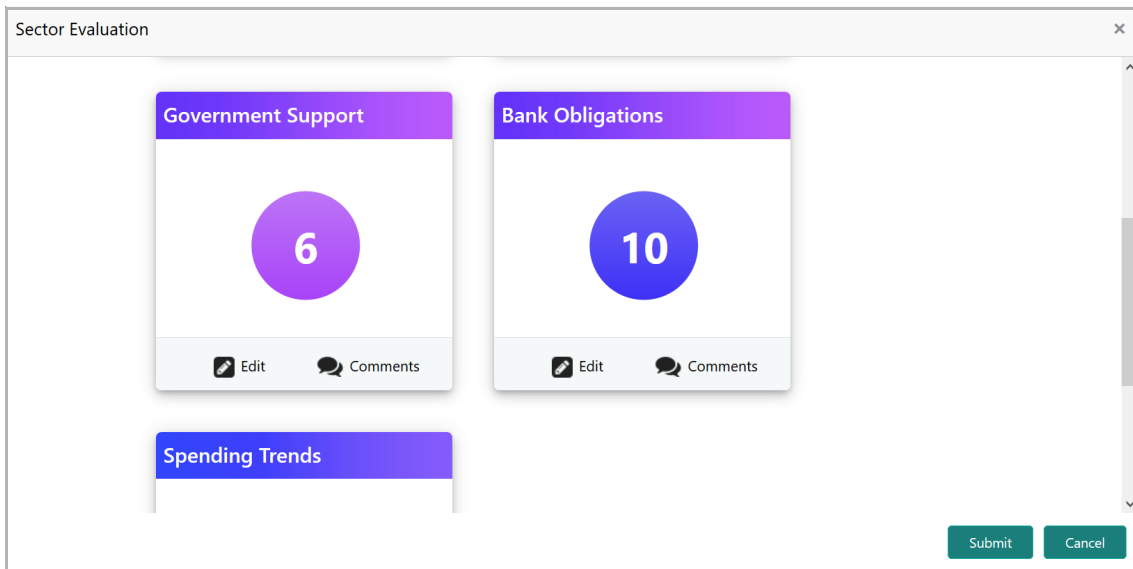 Sector Evaluation
Government Support
Bank Obligations
6
10
Edit
Comments
Edit
Comments
Spending Trends
Submit
Cancel